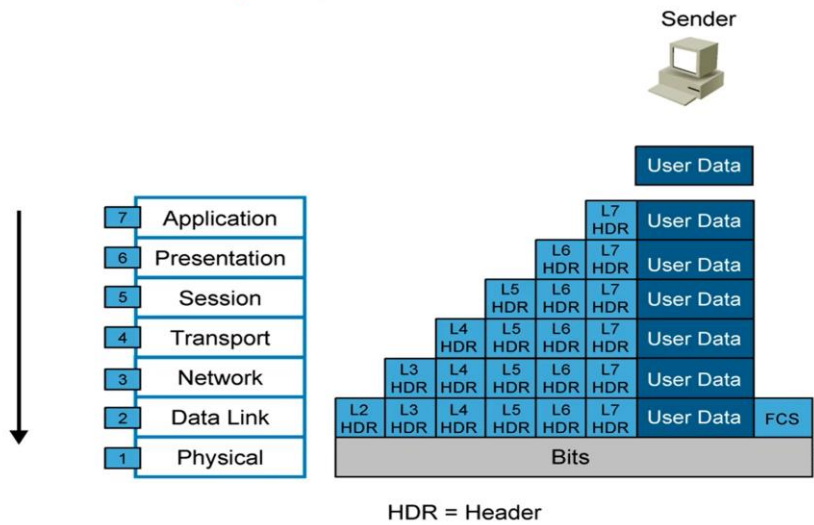 Sender
User Data
7 Application L7 HDR User Data
6 Presentation L6 HDR L7 HDR User Data
5 Session L5 HDR L6 HDR L7 HDR User Data
4 Transport L4 HDR L5 HDR L6 HDR L7 HDR User Data
3 Network L3 HDR L4 HDR L5 HDR L6 HDR L7 HDR User Data
2 Data Link L2 HDR L3 HDR L4 HDR L5 HDR L6 HDR L7 HDR User Data FCS
1 Physical Bits
HDR = Header